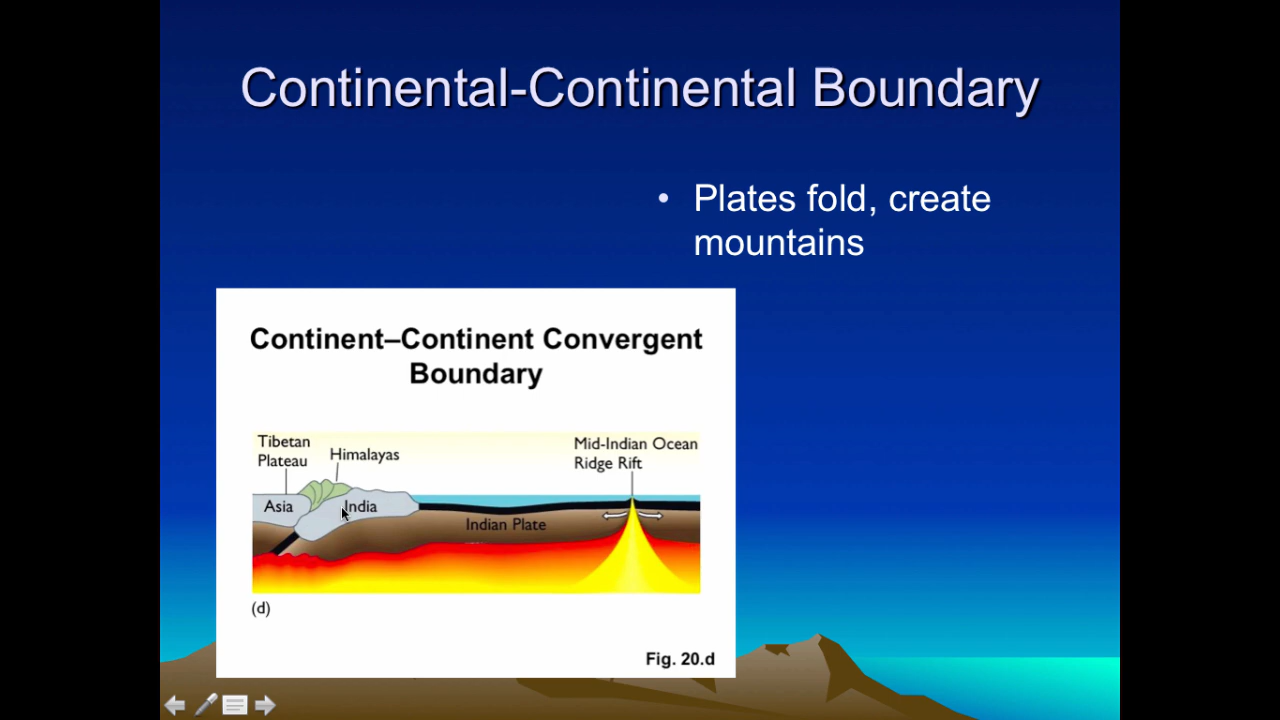 Continental-Continental Boundary
• Plates fold, create
mountains
Continent–Continent Convergent
Boundary
Tibetan
Plateau
Himalayas
Mid-Indian Ocean
Ridge Rift
Asia
India
Indian Plate
(d)
Fig. 20.d